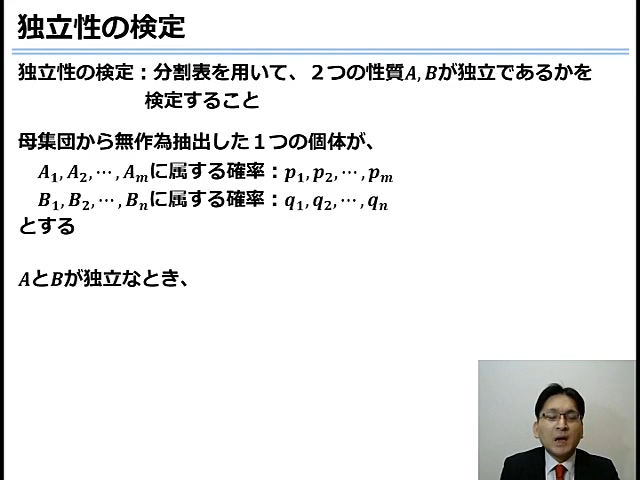 独立性の検定
独立性の検定：分割表を用いて、２つの性質A, Bが独立であるかを
検定すること
母集団から無作為抽出した１つの個体が、
A₁, A₂, ⋯, Aₘに属する確率：p₁, p₂, ⋯, pₘ
B₁, B₂, ⋯, Bₙに属する確率：q₁, q₂, ⋯, qₙ
とする
AとBが独立なとき、